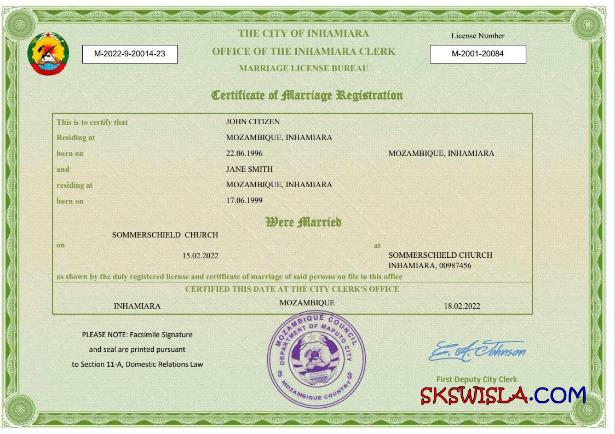 THE CITY OF INHAMIARA
License Number
M-2022-9-20014-23
OFFICE OF THE INHAMIARA CLERK
M-2001-20084
MARRIAGE LICENSE BUREAU
Certificate of Marriage Registration
This is to certify that JOHN CITIZEN
Residing at MOZAMBIQUE, INHAMIARA
born on 22.06.1996 MOZAMBIQUE, INHAMIARA
and JANE SMITH
residing at MOZAMBIQUE, INHAMIARA
born on 17.06.1999
Were Married
SOMMERSCHIELD CHURCH
on at
15.02.2022 SOMMERSCHIELD CHURCH
INHAMIARA, 00987456
as shown by the duly registered license and certificate of marriage of said persons on file in this office
CERTIFIED THIS DATE AT THE CITY CLERK'S OFFICE
INHAMIARA MOZAMBIQUE 18.02.2022
PLEASE NOTE: Facsimile Signature
and seal are printed pursuant
to Section 11-A, Domestic Relations Law
MOZAMBIQUE COUNCIL
DEPARTMENT OF MAPUTO CITY
MOZAMBIQUE COUNTRY
E. A. Johnson
First Deputy City Clerk
SKSWISLA.COM